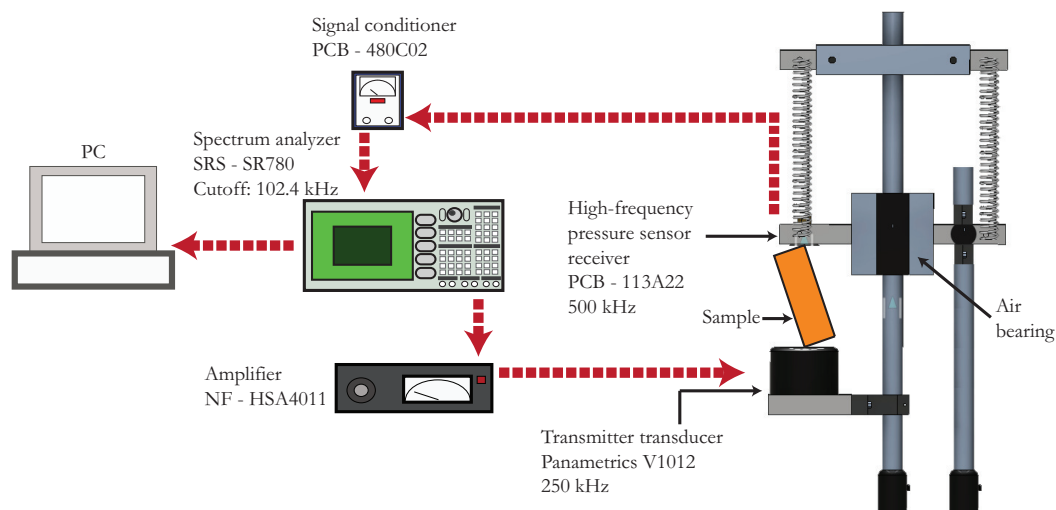 Signal conditioner
PCB - 480C02
Spectrum analyzer
SRS - SR780
Cutoff: 102.4 kHz
PC
High-frequency
pressure sensor
receiver
PCB - 113A22
500 kHz
Sample
Air
bearing
Amplifier
NF - HSA4011
Transmitter transducer
Panametrics V1012
250 kHz